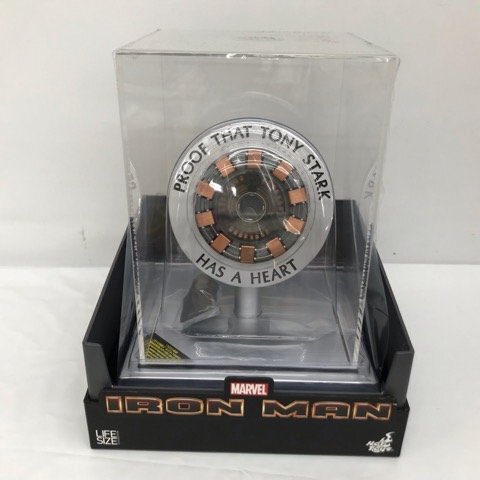 PROOF THAT TONY STARK
HAS A HEART
MARVEL
IRON MAN
LIFE
SIZE
Hot
Toys